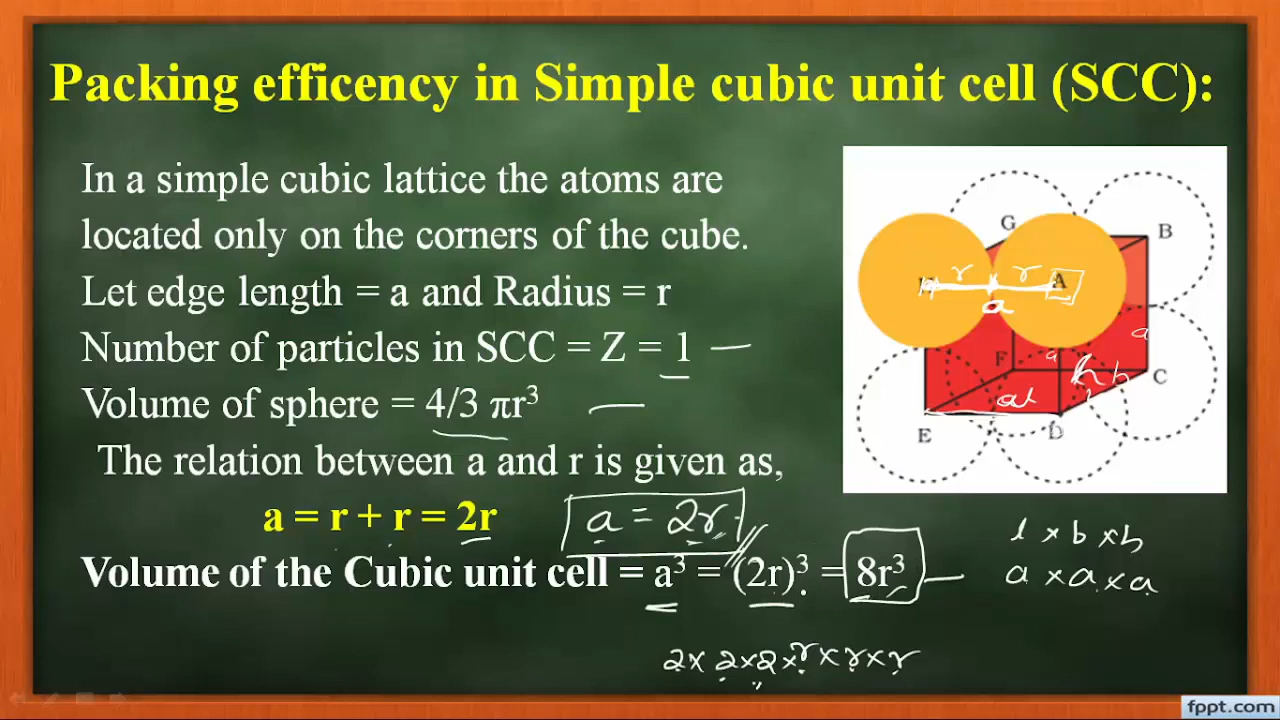 Packing efficency in Simple cubic unit cell (SCC):
In a simple cubic lattice the atoms are
located only on the corners of the cube.
Let edge length = a and Radius = r
Number of particles in SCC = Z = 1
Volume of sphere = 4/3 πr³
The relation between a and r is given as,
a = r + r = 2r
a = 2r
Volume of the Cubic unit cell = a³ = (2r)³ = 8r³
2 x 2 x 2 x r x r x r
G
B
r r
A
a
a
F a h b C
a l
E D
l x b x h
a x a x a
fppt.com